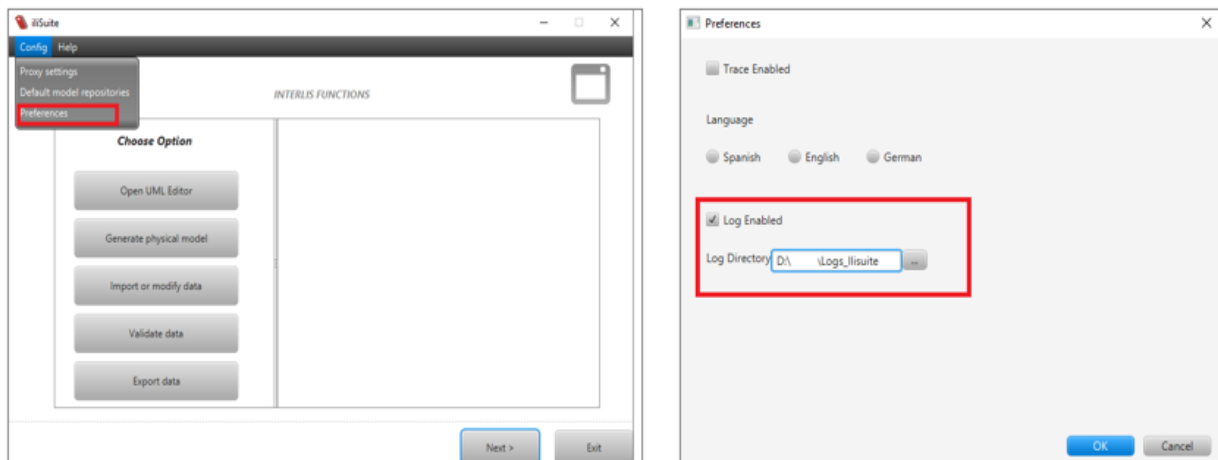 iliSuite
Config Help
Proxy settings
Default model repositories
Preferences
INTERLIS FUNCTIONS
Choose Option
Open UML Editor
Generate physical model
Import or modify data
Validate data
Export data
Next >
Exit
Preferences
Trace Enabled
Language
Spanish English German
Log Enabled
Log Directory D:\ \Logs_Ilisuite ...
OK Cancel